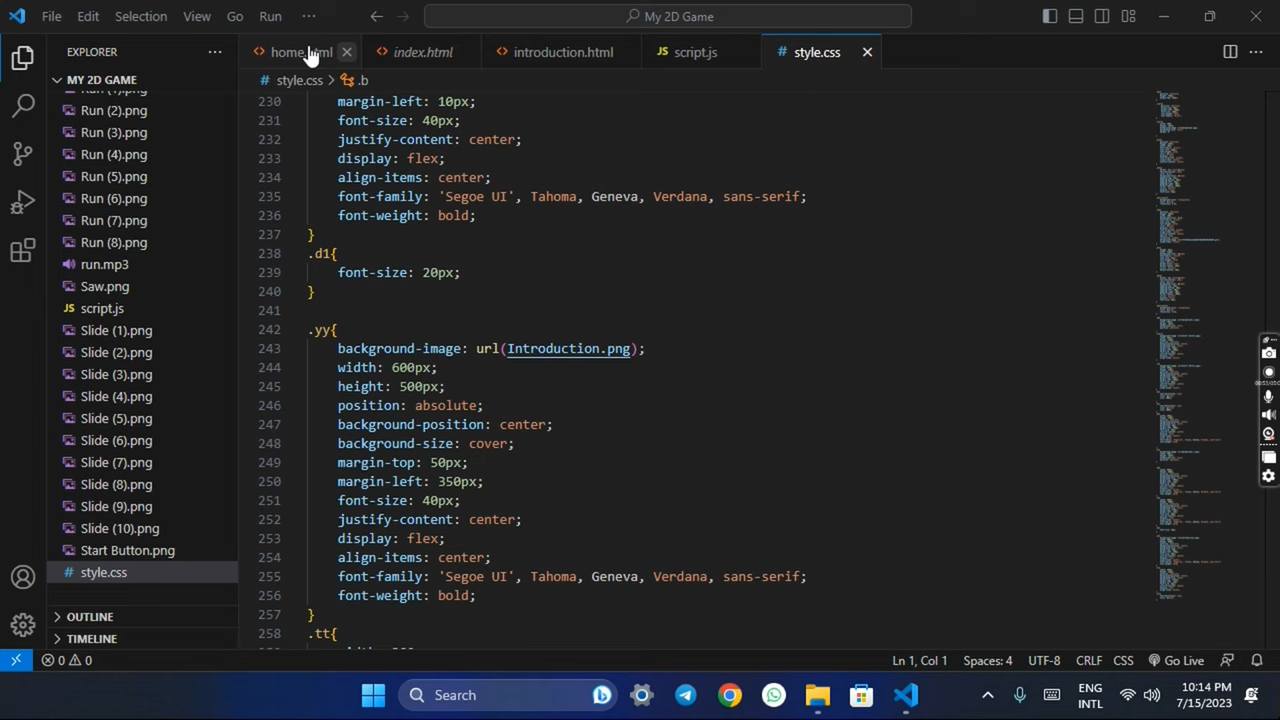 File Edit Selection View Go Run ··· My 2D Game
EXPLORER ···
home.html index.html introduction.html JS script.js # style.css
MY 2D GAME
# style.css > .b
Run (1).png
Run (2).png
Run (3).png
Run (4).png
Run (5).png
Run (6).png
Run (7).png
Run (8).png
run.mp3
Saw.png
JS script.js
Slide (1).png
Slide (2).png
Slide (3).png
Slide (4).png
Slide (5).png
Slide (6).png
Slide (7).png
Slide (8).png
Slide (9).png
Slide (10).png
Start Button.png
# style.css
OUTLINE
TIMELINE
230 margin-left: 10px;
231 font-size: 40px;
232 justify-content: center;
233 display: flex;
234 align-items: center;
235 font-family: 'Segoe UI', Tahoma, Geneva, Verdana, sans-serif;
236 font-weight: bold;
237 }
238 .d1{
239 font-size: 20px;
240 }
241
242 .yy{
243 background-image: url(Introduction.png);
244 width: 600px;
245 height: 500px;
246 position: absolute;
247 background-position: center;
248 background-size: cover;
249 margin-top: 50px;
250 margin-left: 350px;
251 font-size: 40px;
252 justify-content: center;
253 display: flex;
254 align-items: center;
255 font-family: 'Segoe UI', Tahoma, Geneva, Verdana, sans-serif;
256 font-weight: bold;
257 }
258 .tt{
0 0 Ln 1, Col 1 Spaces: 4 UTF-8 CRLF CSS Go Live
Search
ENG
INTL
10:14 PM
7/15/2023